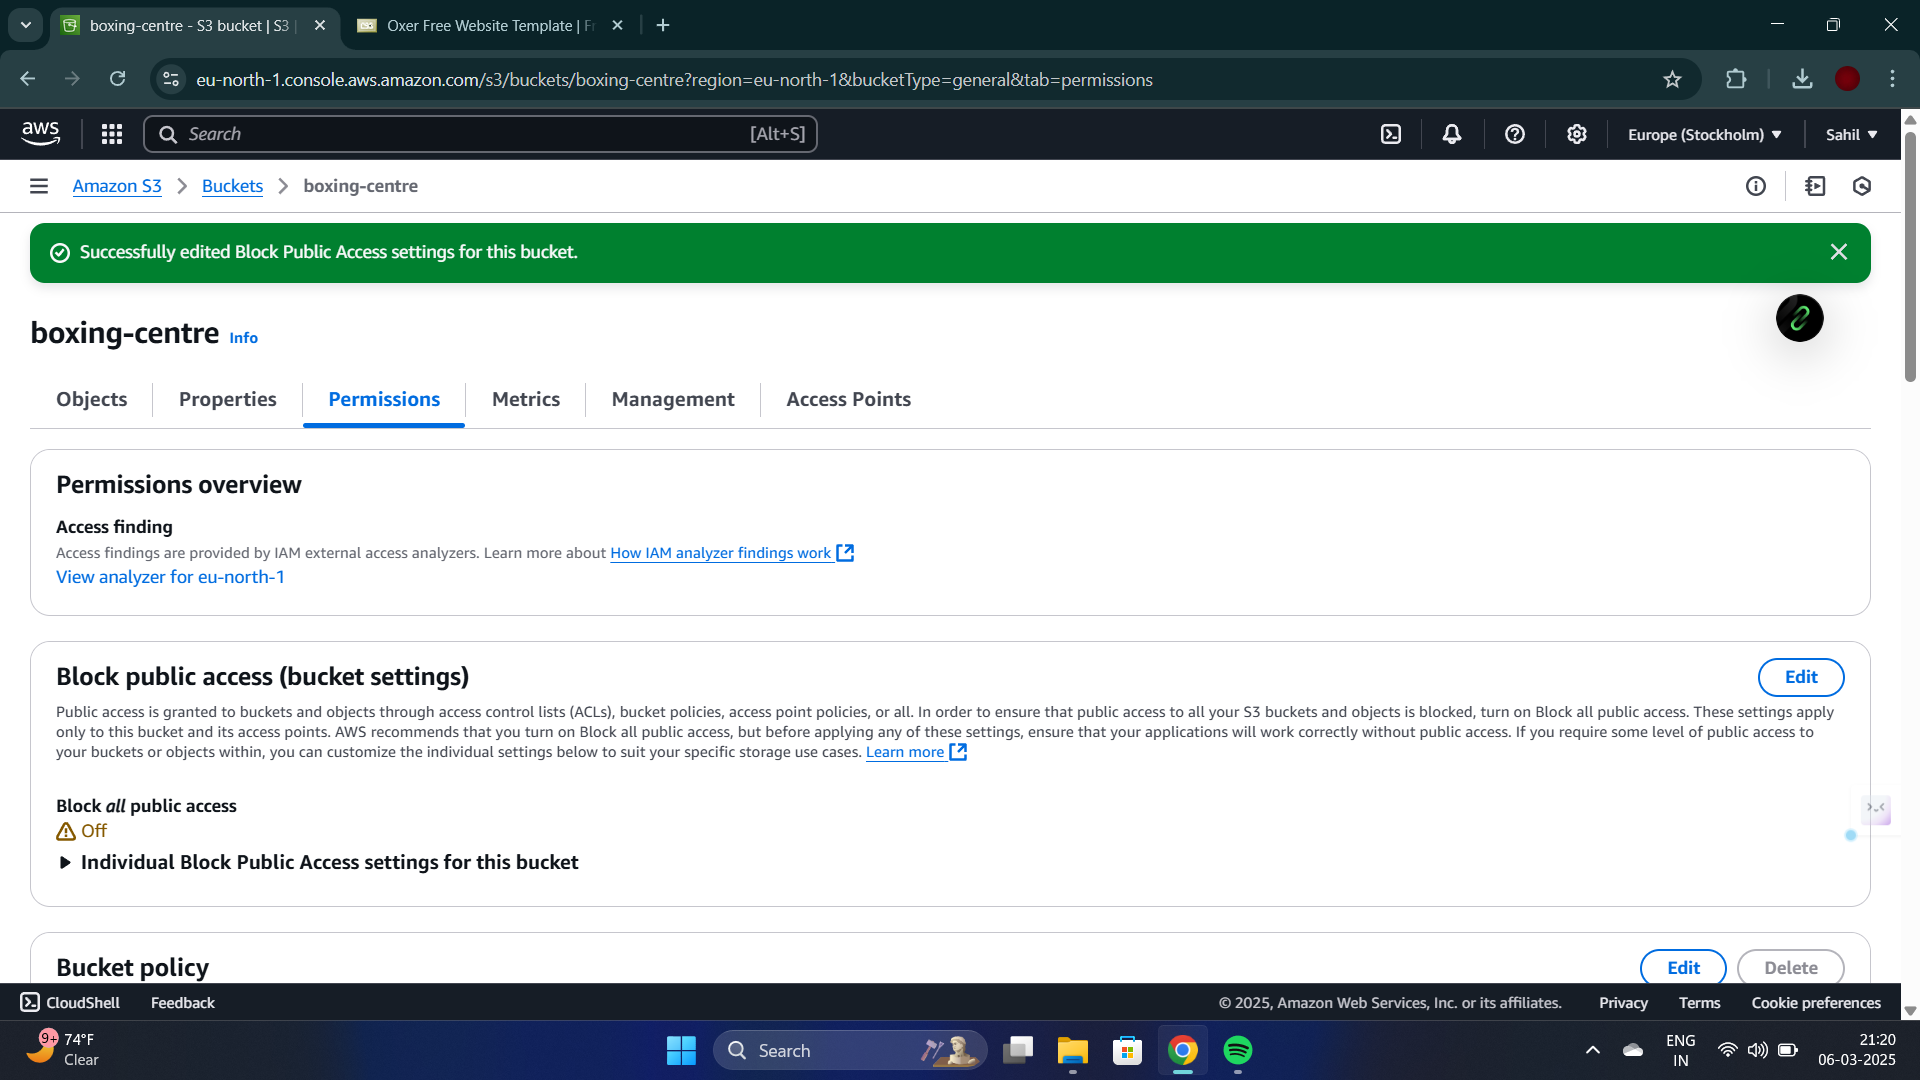 boxing-centre - S3 bucket | S3 |
Oxer Free Website Template | Fr
eu-north-1.console.aws.amazon.com/s3/buckets/boxing-centre?region=eu-north-1&bucketType=general&tab=permissions
aws
Search
[Alt+S]
Europe (Stockholm)
Sahil
Amazon S3
Buckets
boxing-centre
Successfully edited Block Public Access settings for this bucket.
boxing-centre Info
Objects
Properties
Permissions
Metrics
Management
Access Points
Permissions overview
Access finding
Access findings are provided by IAM external access analyzers. Learn more about How IAM analyzer findings work
View analyzer for eu-north-1
Block public access (bucket settings)
Edit
Public access is granted to buckets and objects through access control lists (ACLs), bucket policies, access point policies, or all. In order to ensure that public access to all your S3 buckets and objects is blocked, turn on Block all public access. These settings apply
only to this bucket and its access points. AWS recommends that you turn on Block all public access, but before applying any of these settings, ensure that your applications will work correctly without public access. If you require some level of public access to
your buckets or objects within, you can customize the individual settings below to suit your specific storage use cases. Learn more
Block all public access
Off
Individual Block Public Access settings for this bucket
Bucket policy
Edit
Delete
CloudShell
Feedback
© 2025, Amazon Web Services, Inc. or its affiliates.
Privacy
Terms
Cookie preferences
9+
74°F
Clear
Search
ENG
IN
21:20
06-03-2025